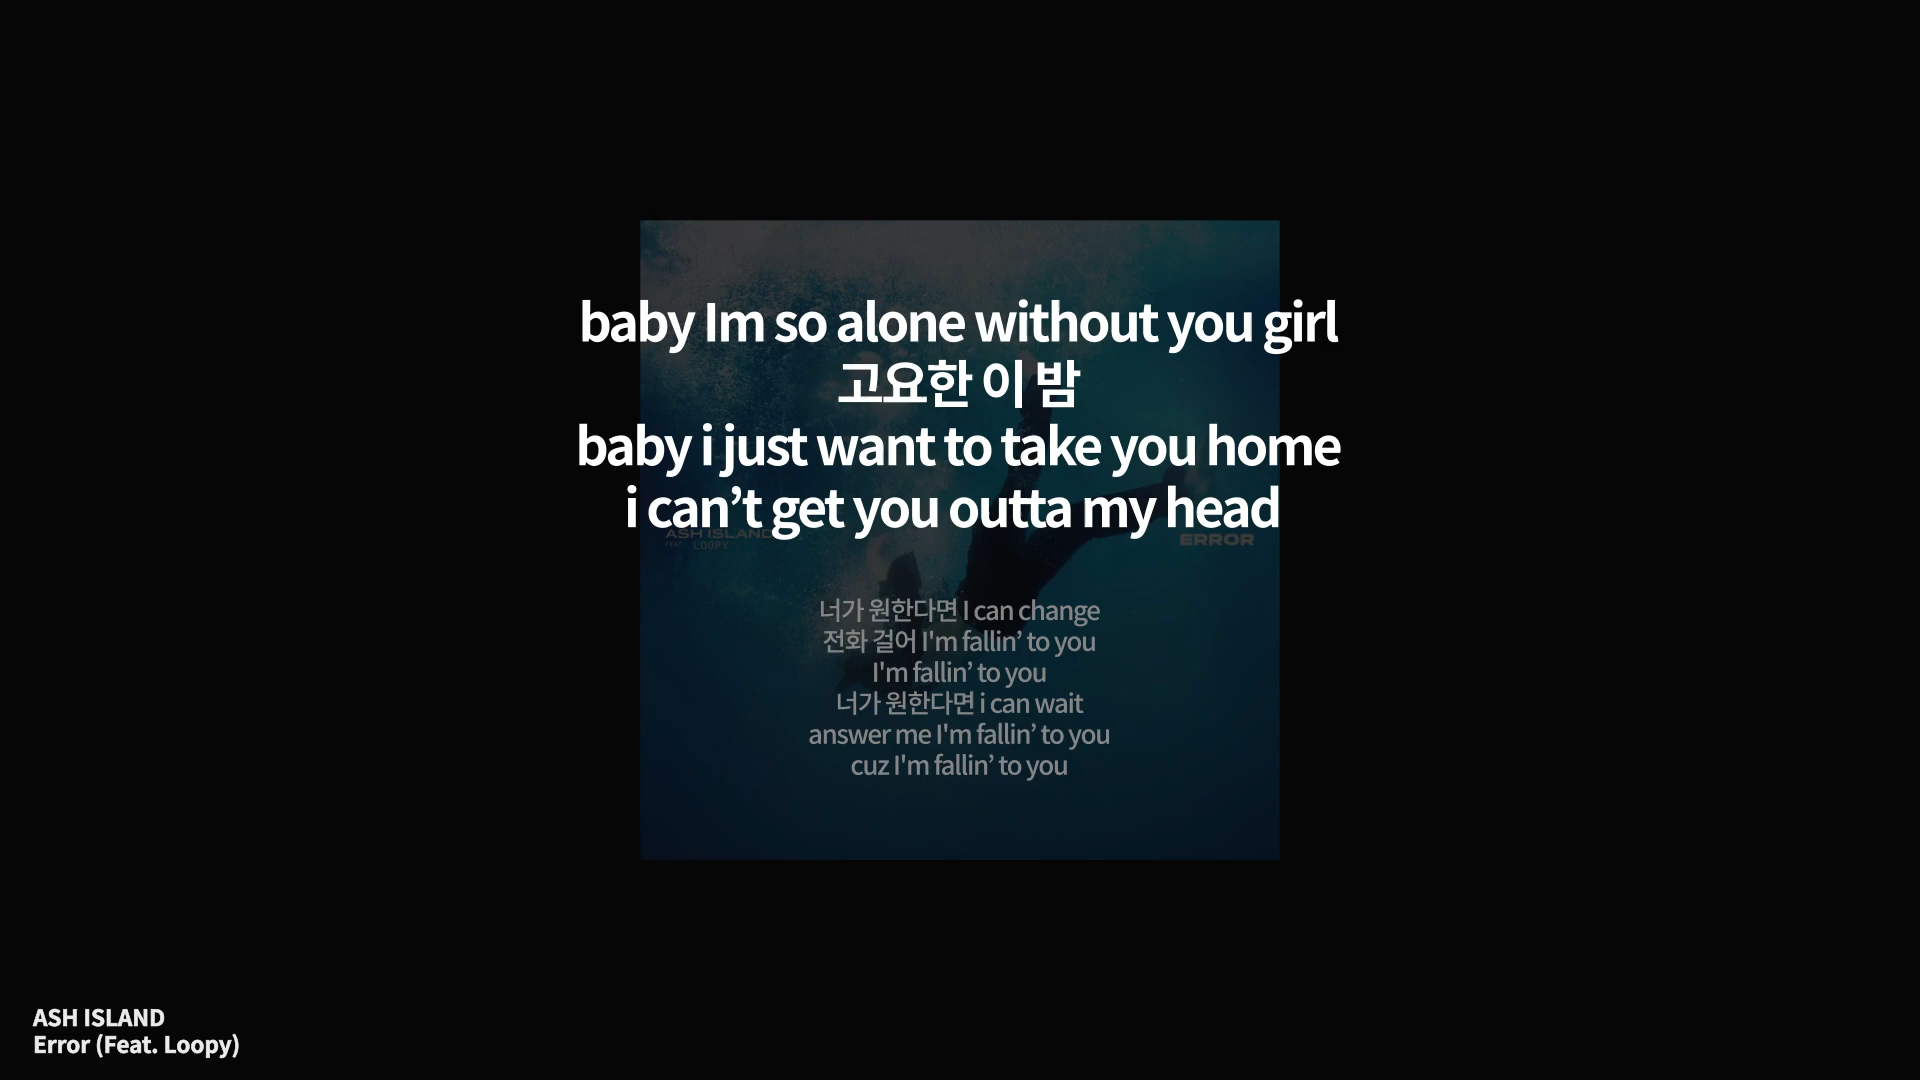 baby Im so alone without you girl
고요한 이 밤
baby i just want to take you home
i can’t get you outta my head
ASH ISLAND
FEAT. LOOPY
ERROR
너가 원한다면 I can change
전화 걸어 I'm fallin’ to you
I'm fallin’ to you
너가 원한다면 i can wait
answer me I'm fallin’ to you
cuz I'm fallin’ to you
ASH ISLAND
Error (Feat. Loopy)